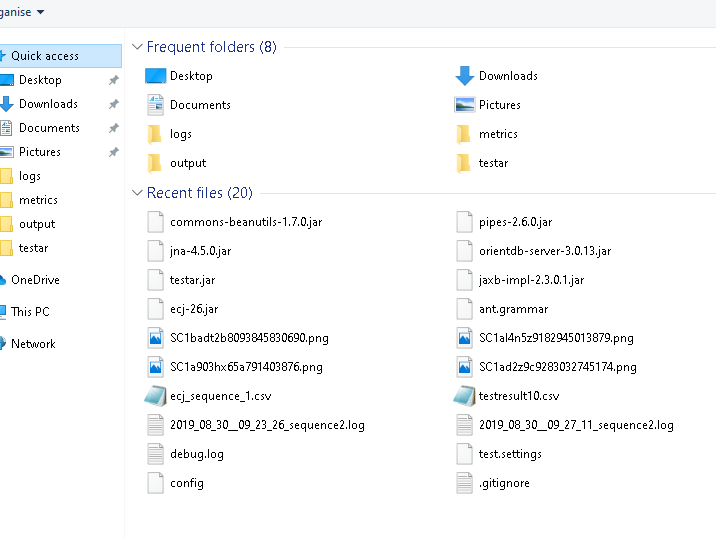 ganise
Quick access
Desktop
Downloads
Documents
Pictures
logs
metrics
output
testar
OneDrive
This PC
Network
Frequent folders (8)
Desktop Downloads
Documents Pictures
logs metrics
output testar
Recent files (20)
commons-beanutils-1.7.0.jar pipes-2.6.0.jar
jna-4.5.0.jar orientdb-server-3.0.13.jar
testar.jar jaxb-impl-2.3.0.1.jar
ecj-26.jar ant.grammar
SC1badt2b8093845830690.png SC1al4n5z9182945013879.png
SC1a903hx65a791403876.png SC1ad2z9c9283032745174.png
ecj_sequence_1.csv testresult10.csv
2019_08_30__09_23_26_sequence2.log 2019_08_30__09_27_11_sequence2.log
debug.log test.settings
config .gitignore